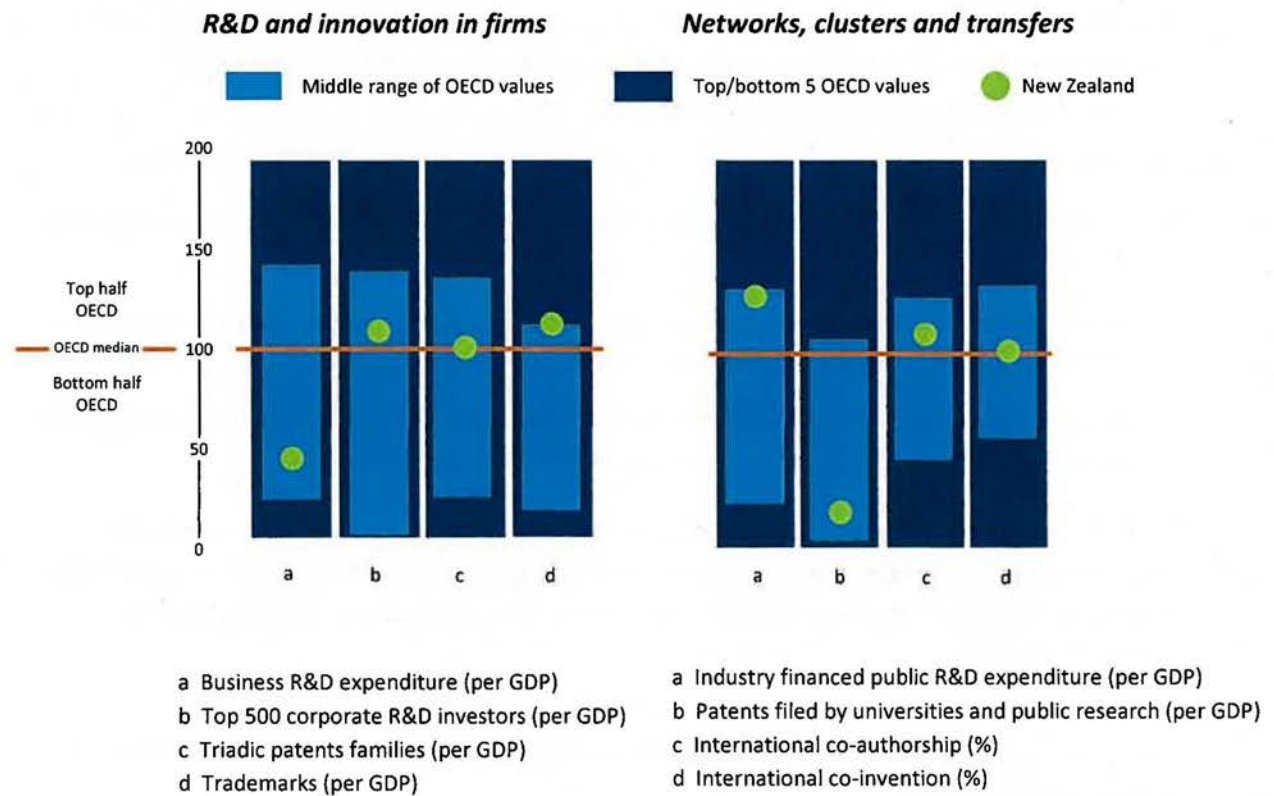 R&D and innovation in firms
Networks, clusters and transfers
Middle range of OECD values
Top/bottom 5 OECD values
New Zealand
200
150
Top half
OECD
OECD median
100
Bottom half
OECD
50
0
a b c d
a b c d
a Business R&D expenditure (per GDP)
b Top 500 corporate R&D investors (per GDP)
c Triadic patents families (per GDP)
d Trademarks (per GDP)
a Industry financed public R&D expenditure (per GDP)
b Patents filed by universities and public research (per GDP)
c International co-authorship (%)
d International co-invention (%)